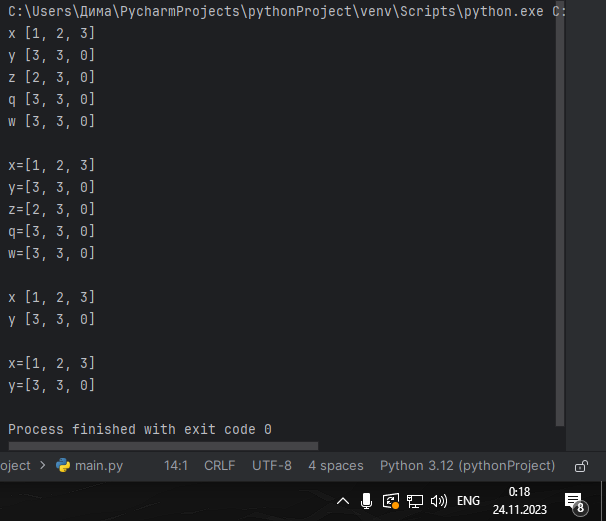 C:\Users\Дима\PycharmProjects\pythonProject\venv\Scripts\python.exe C:
x [1, 2, 3]
y [3, 3, 0]
z [2, 3, 0]
q [3, 3, 0]
w [3, 3, 0]
x=[1, 2, 3]
y=[3, 3, 0]
z=[2, 3, 0]
q=[3, 3, 0]
w=[3, 3, 0]
x [1, 2, 3]
y [3, 3, 0]
x=[1, 2, 3]
y=[3, 3, 0]
Process finished with exit code 0
oject > main.py 14:1 CRLF UTF-8 4 spaces Python 3.12 (pythonProject)
ENG 0:18 8
24.11.2023